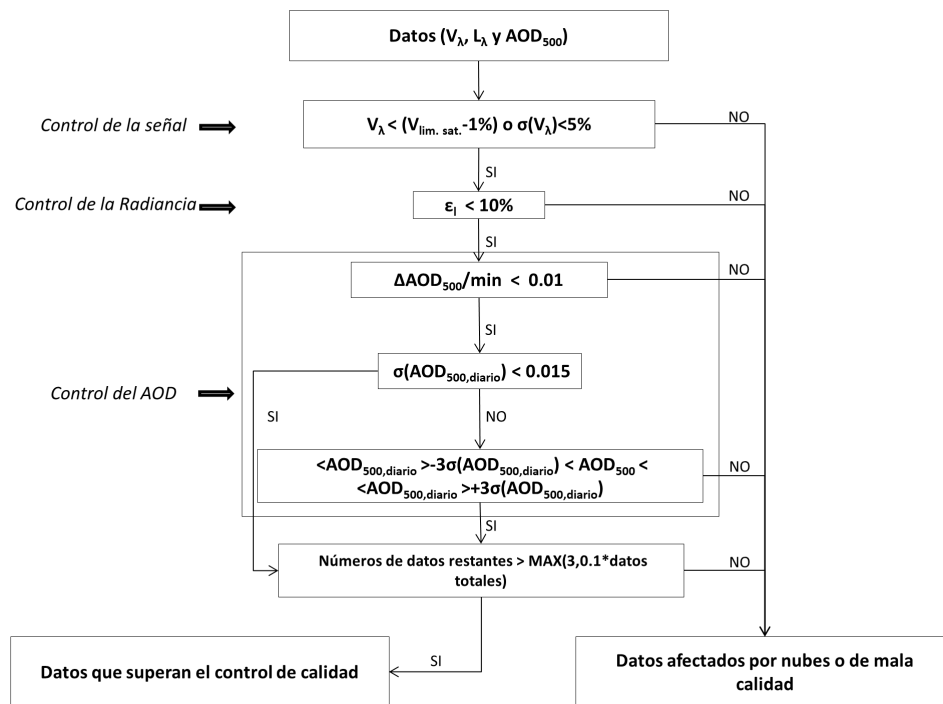 Datos (Vλ, Lλ y AOD500)
Control de la señal
Vλ < (Vlim. sat.-1%) o σ(Vλ)<5%
NO
SI
Control de la Radiancia
εl < 10%
NO
SI
ΔAOD500/min < 0.01
NO
SI
Control del AOD
σ(AOD500,diario) < 0.015
SI
NO
<AOD500,diario >-3σ(AOD500,diario) < AOD500 <
<AOD500,diario >+3σ(AOD500,diario)
NO
SI
Números de datos restantes > MAX(3,0.1*datos
totales)
NO
SI
Datos que superan el control de calidad
Datos afectados por nubes o de mala
calidad